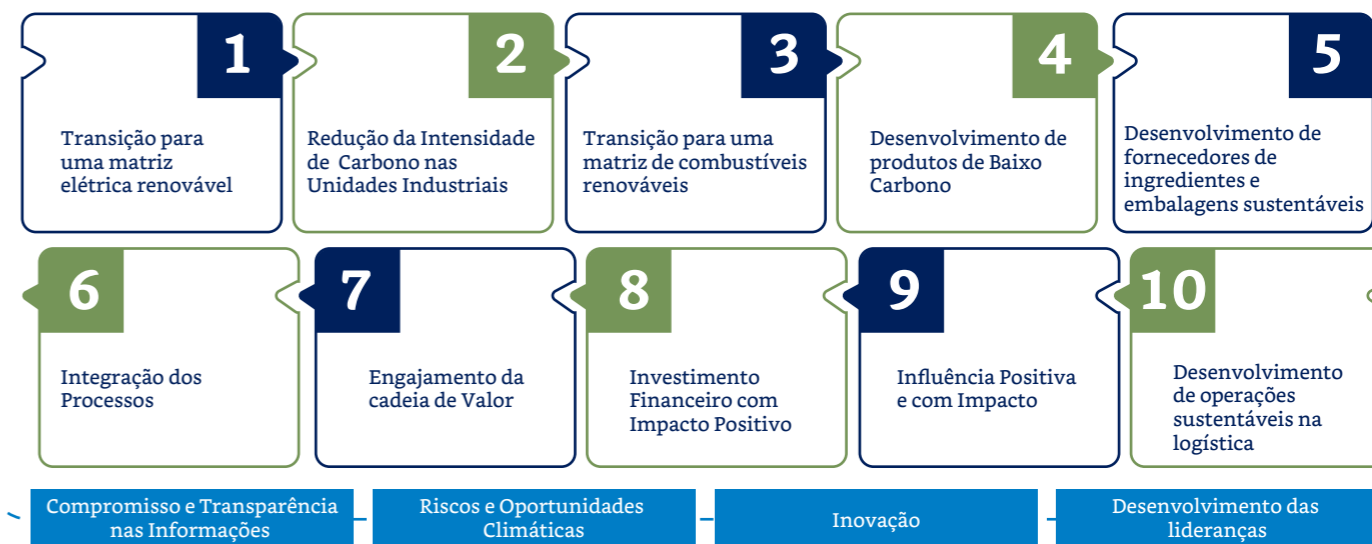 1
Transição para
uma matriz
elétrica renovável
2
Redução da Intensidade
de Carbono nas
Unidades Industriais
3
Transição para uma
matriz de combustíveis
renováveis
4
Desenvolvimento de
produtos de Baixo
Carbono
5
Desenvolvimento de
fornecedores de
ingredientes e
embalagens sustentáveis
6
Integração dos
Processos
7
Engajamento da
cadeia de Valor
8
Investimento
Financeiro com
Impacto Positivo
9
Influência Positiva
e com Impacto
10
Desenvolvimento
de operações
sustentáveis na
logística
Compromisso e Transparência
nas Informações
Riscos e Oportunidades
Climáticas
Inovação
Desenvolvimento das
lideranças